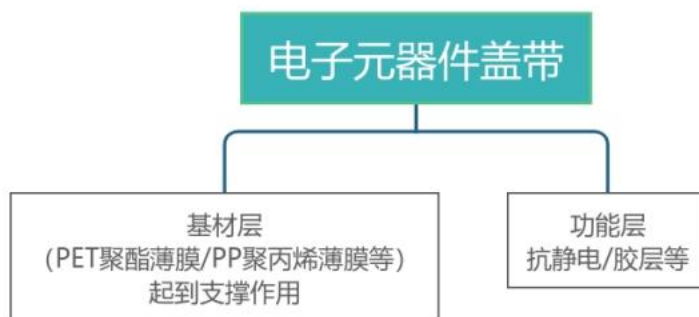 电子元器件盖带
基材层
(PET聚酯薄膜/PP聚丙烯薄膜等)
起到支撑作用
功能层
抗静电/胶层等